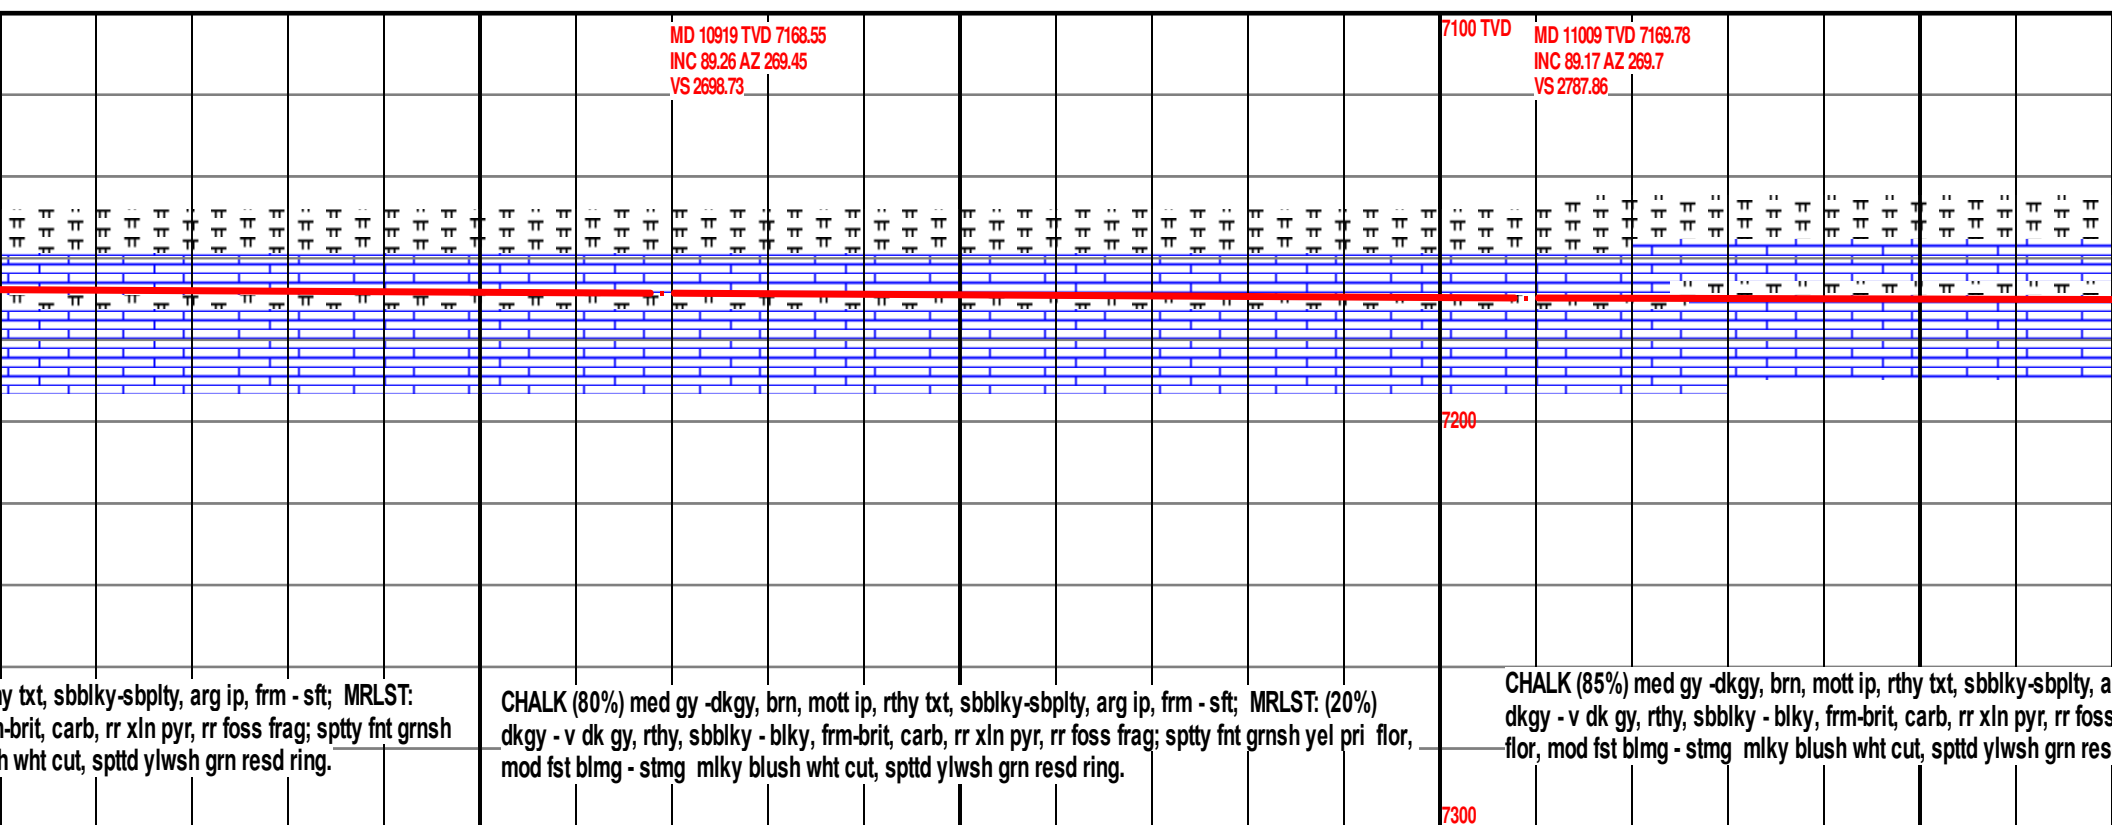 MD 10919 TVD 7168.55
INC 89.26 AZ 269.45
VS 2698.73
7100 TVD
MD 11009 TVD 7169.78
INC 89.17 AZ 269.7
VS 2787.86
7200
y txt, sbblky-sbplty, arg ip, frm - sft; MRLST:
-brit, carb, rr xln pyr, rr foss frag; sptty fnt grnsh
h wht cut, spttd ylwsh grn resd ring.
CHALK (80%) med gy -dkgy, brn, mott ip, rthy txt, sbblky-sbplty, arg ip, frm - sft; MRLST: (20%)
dkgy - v dk gy, rthy, sbblky - blky, frm-brit, carb, rr xln pyr, rr foss frag; sptty fnt grnsh yel pri flor,
mod fst blmg - stmg mlky blush wht cut, spttd ylwsh grn resd ring.
CHALK (85%) med gy -dkgy, brn, mott ip, rthy txt, sbblky-sbplty, a
dkgy - v dk gy, rthy, sbblky - blky, frm-brit, carb, rr xln pyr, rr foss
flor, mod fst blmg - stmg mlky blush wht cut, spttd ylwsh grn res
7300